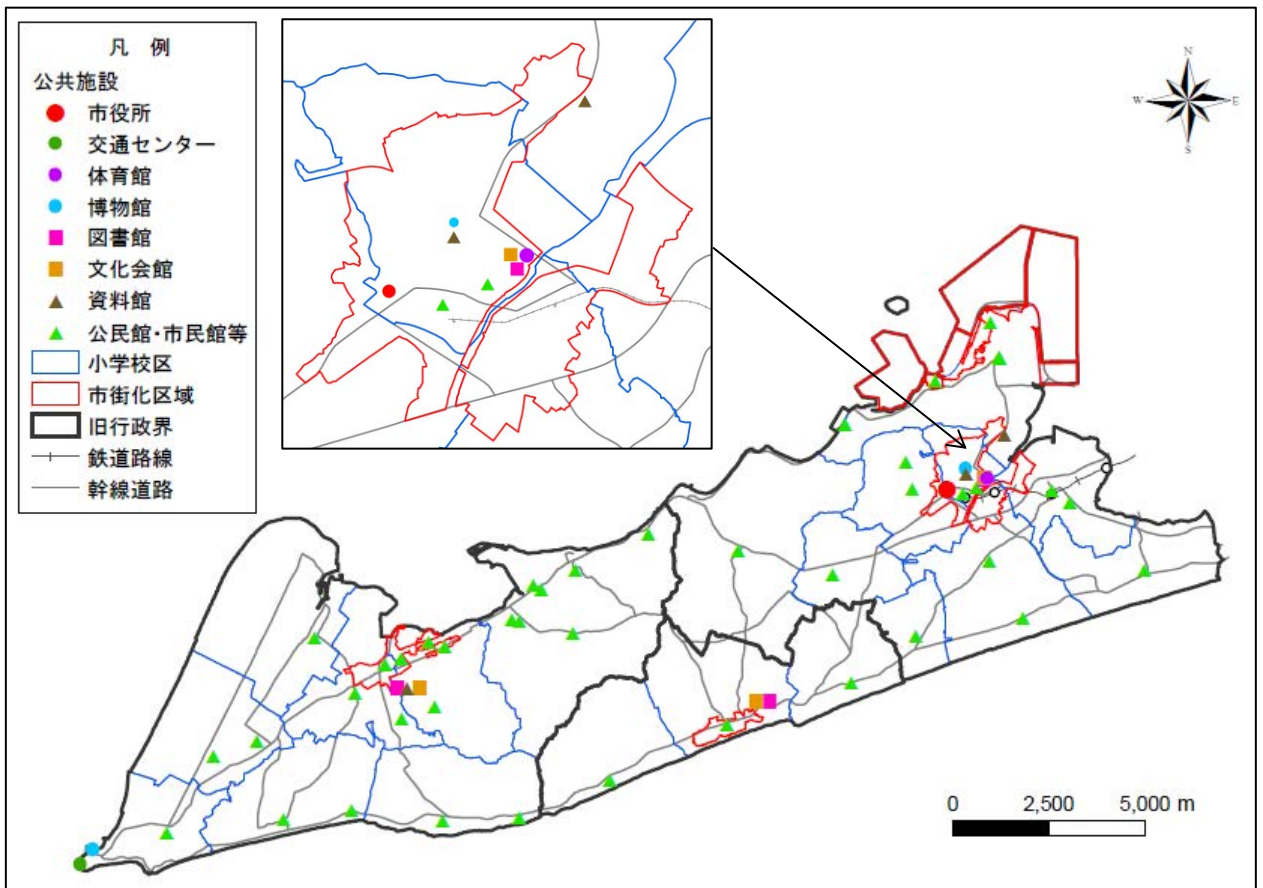 凡 例
公共施設
市役所
交通センター
体育館
博物館
図書館
文化会館
資料館
公民館・市民館等
小学校区
市街化区域
旧行政界
鉄道路線
幹線道路
N
W
E
S
0 2,500 5,000 m